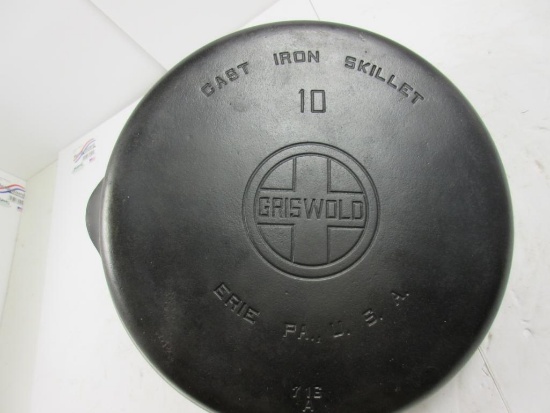 CAST IRON SKILLET
10
GRISWOLD
ERIE PA., U. S. A.
716
A